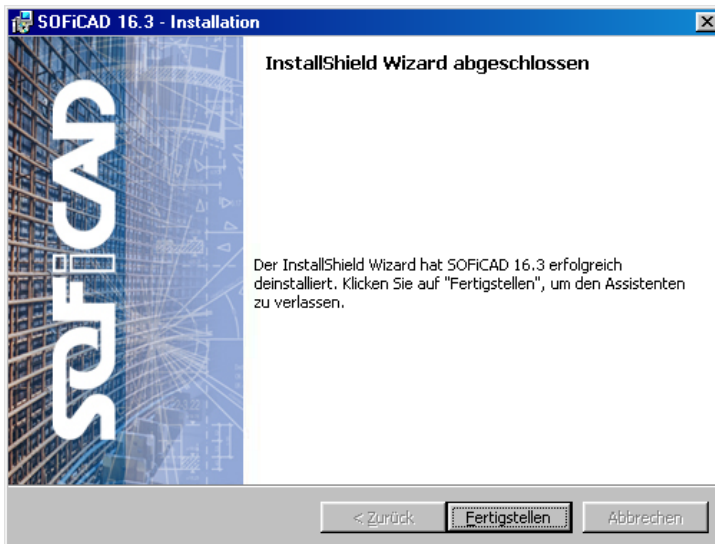 SOFiCAD 16.3 - Installation
InstallShield Wizard abgeschlossen
SOFiCAD
Der InstallShield Wizard hat SOFiCAD 16.3 erfolgreich
deinstalliert. Klicken Sie auf "Fertigstellen", um den Assistenten
zu verlassen.
< Zurück
Fertigstellen
Abbrechen